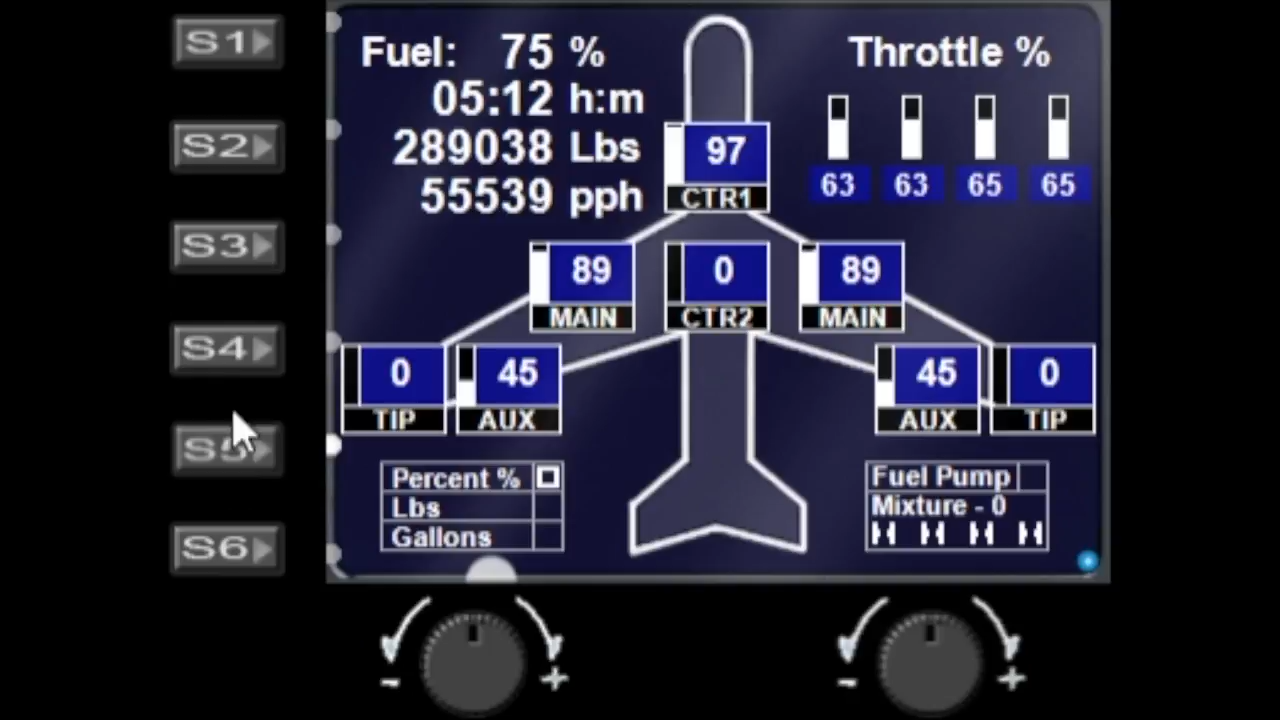 S1
S2
S3
S4
S5
S6
Fuel: 75 %
05:12 h:m
289038 Lbs
55539 pph
Throttle %
63 63 65 65
97
CTR1
89
MAIN
0
CTR2
89
MAIN
0
TIP
45
AUX
45
AUX
0
TIP
Percent %
Lbs
Gallons
Fuel Pump
Mixture - 0
- +
- +